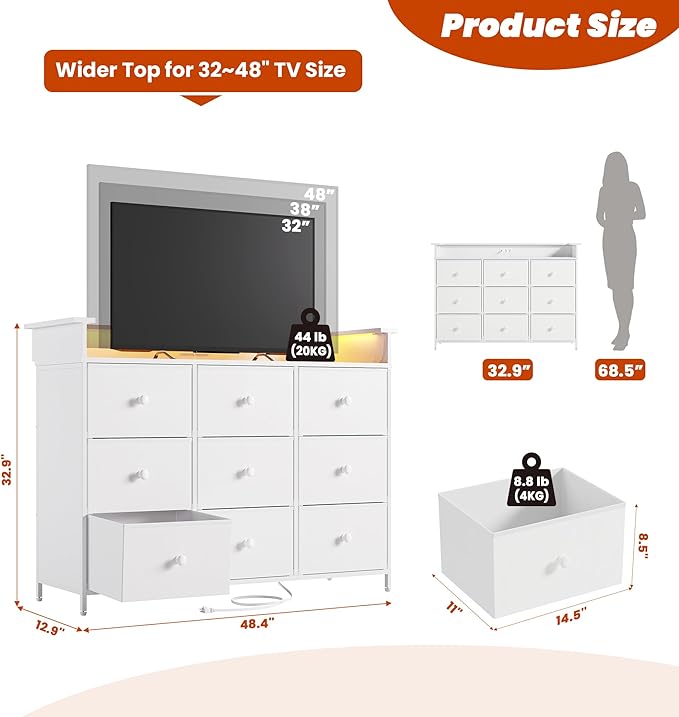 Product Size
Wider Top for 32~48" TV Size
48"
38"
32"
44 lb
(20KG)
32.9"
12.9"
48.4"
32.9"
68.5"
8.8 lb
(4KG)
8.5"
11"
14.5"